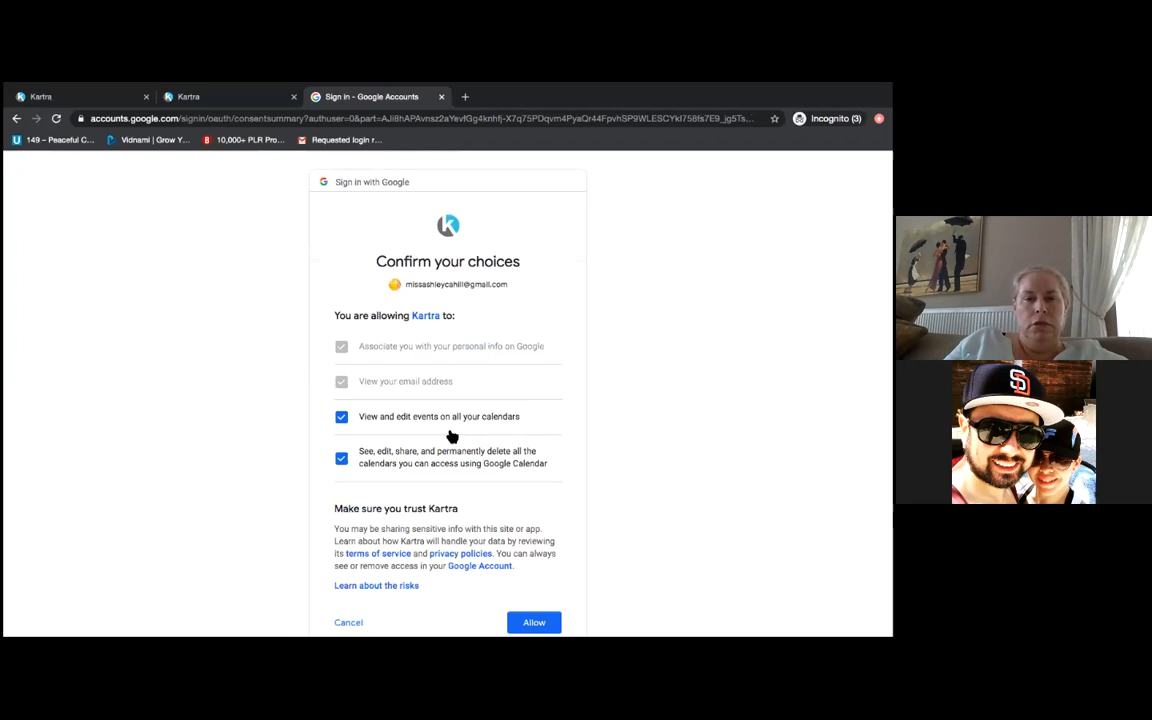 Kartra
Kartra
Sign in - Google Accounts
Incognito (3)
149 – Peaceful C...
Vidnami | Grow Y...
10,000+ PLR Pro...
Requested login r...
Sign in with Google
Confirm your choices
missashleycahill@gmail.com
You are allowing Kartra to:
Associate you with your personal info on Google
View your email address
View and edit events on all your calendars
See, edit, share, and permanently delete all the
calendars you can access using Google Calendar
Make sure you trust Kartra
You may be sharing sensitive info with this site or app.
Learn about how Kartra will handle your data by reviewing
its terms of service and privacy policies. You can always
see or remove access in your Google Account.
Learn about the risks
Cancel
Allow